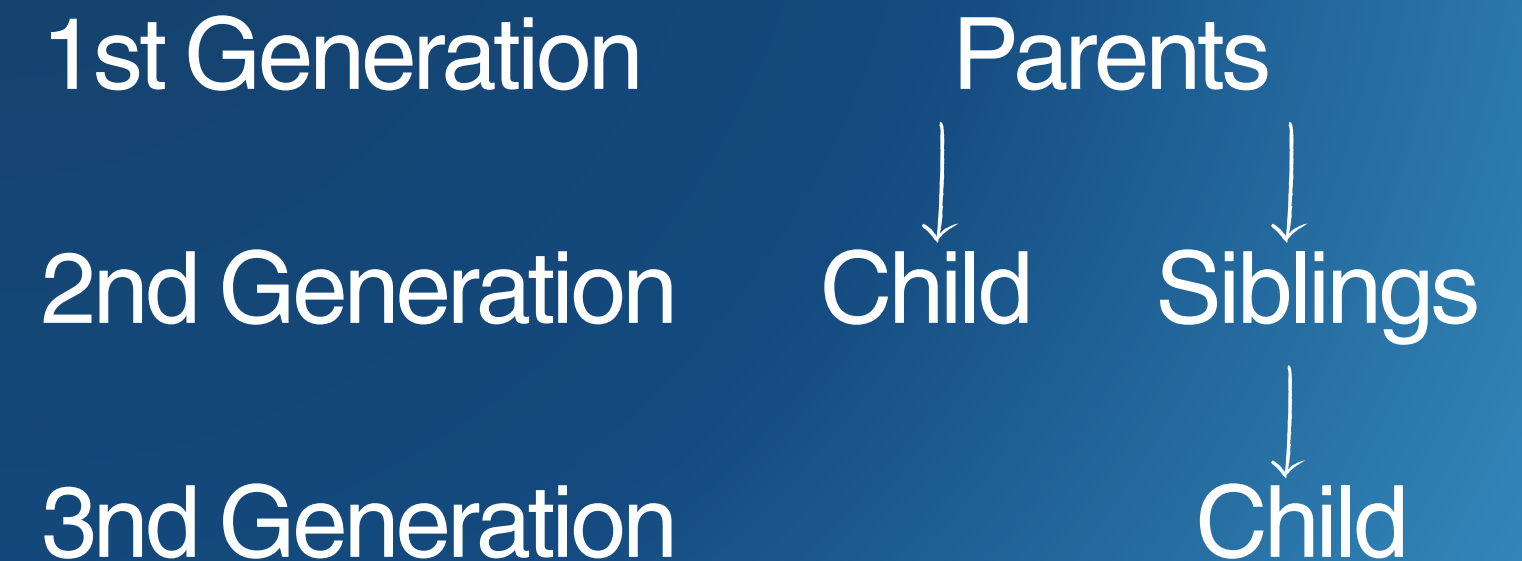 1st Generation Parents
2nd Generation Child Siblings
3nd Generation Child